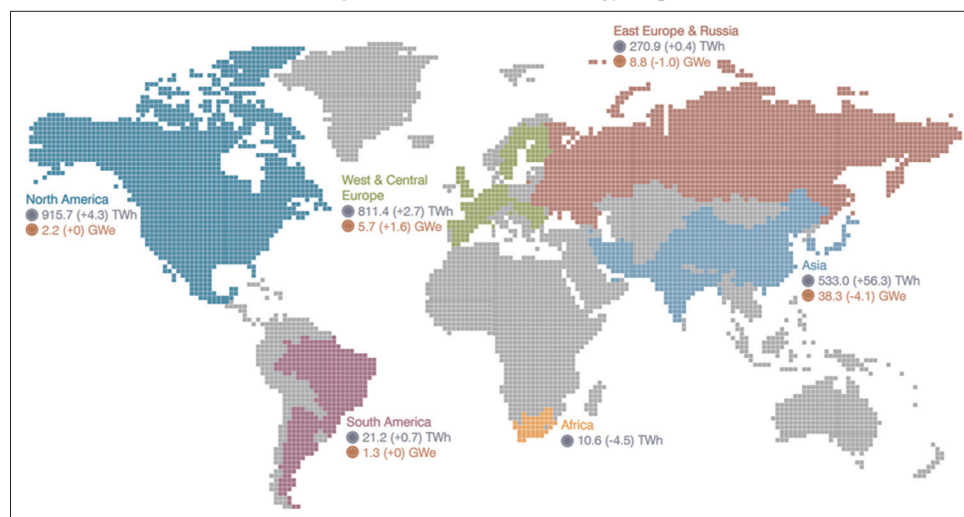 East Europe & Russia
270.9 (+0.4) TWh
8.8 (-1.0) GWe
West & Central
Europe
811.4 (+2.7) TWh
5.7 (+1.6) GWe
North America
915.7 (+4.3) TWh
2.2 (+0) GWe
Asia
533.0 (+56.3) TWh
38.3 (-4.1) GWe
South America
21.2 (+0.7) TWh
1.3 (+0) GWe
Africa
10.6 (-4.5) TWh